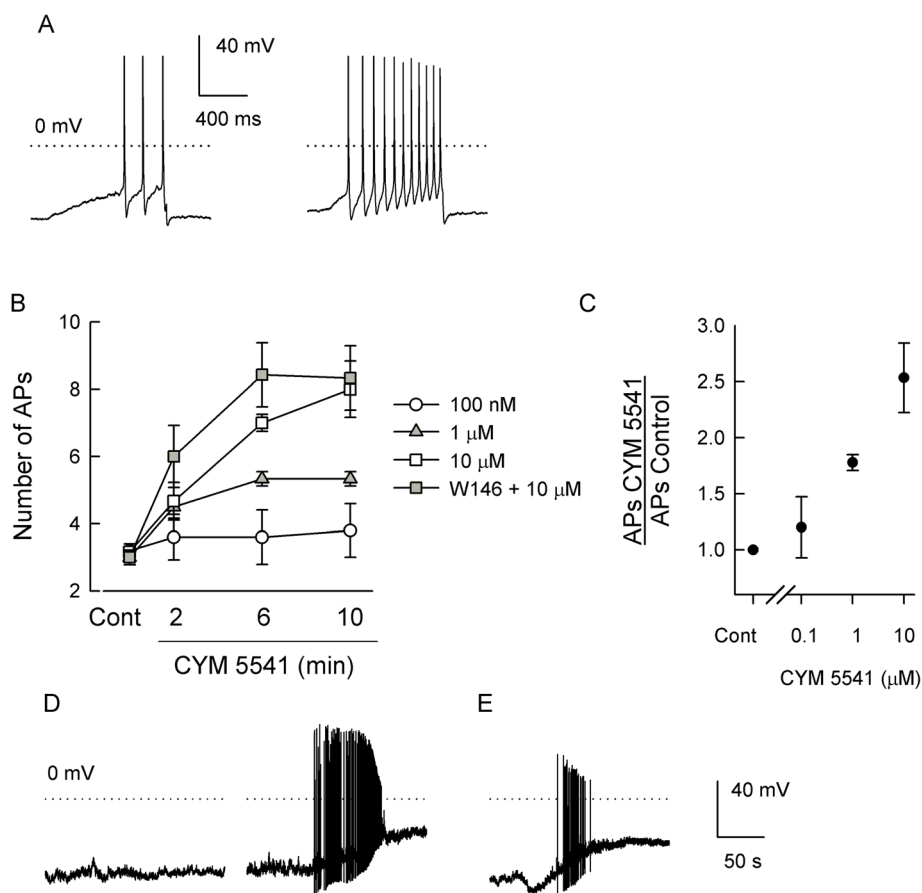 A
40 mV
400 ms
0 mV
B
10
8
6
4
2
Number of APs
Cont
2
6
10
CYM 5541 (min)
100 nM
1 μM
10 μM
W146 + 10 μM
C
3.0
2.5
2.0
1.5
1.0
APs CYM 5541
APs Control
Cont
0.1
1
10
CYM 5541 (μM)
D
0 mV
E
40 mV
50 s